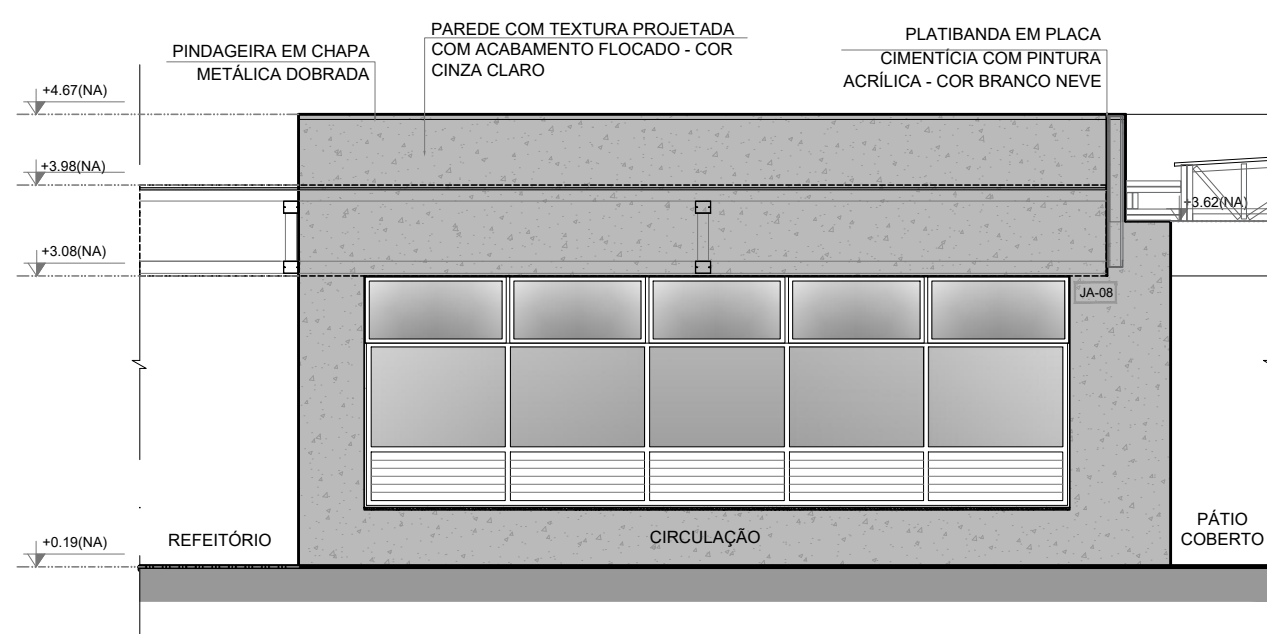 PINDAGEIRA EM CHAPA
METÁLICA DOBRADA
PAREDE COM TEXTURA PROJETADA
COM ACABAMENTO FLOCADO - COR
CINZA CLARO
PLATIBANDA EM PLACA
CIMENTÍCIA COM PINTURA
ACRÍLICA - COR BRANCO NEVE
+4.67(NA)
+3.98(NA)
+3.62(NA)
+3.08(NA)
JA-08
+0.19(NA)
REFEITÓRIO
CIRCULAÇÃO
PÁTIO
COBERTO